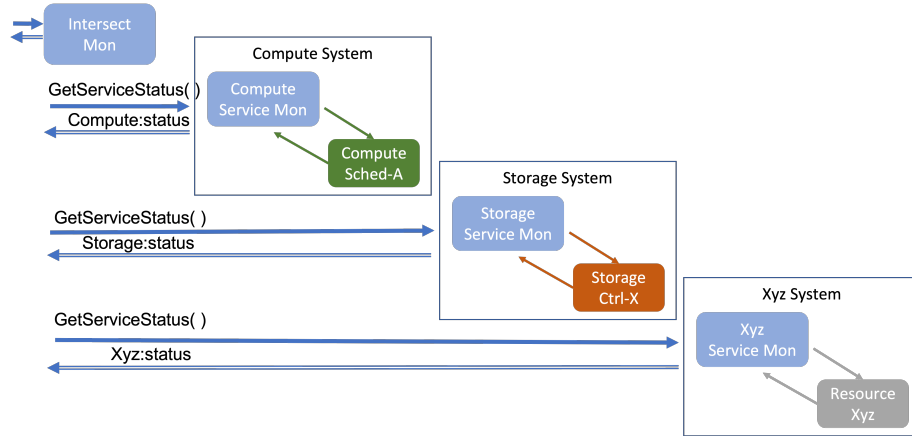 Intersect
Mon
Compute System
GetServiceStatus( )
Compute
Service Mon
Compute:status
Compute
Sched-A
Storage System
GetServiceStatus( )
Storage
Service Mon
Storage:status
Storage
Ctrl-X
Xyz System
GetServiceStatus( )
Xyz
Service Mon
Xyz:status
Resource
Xyz